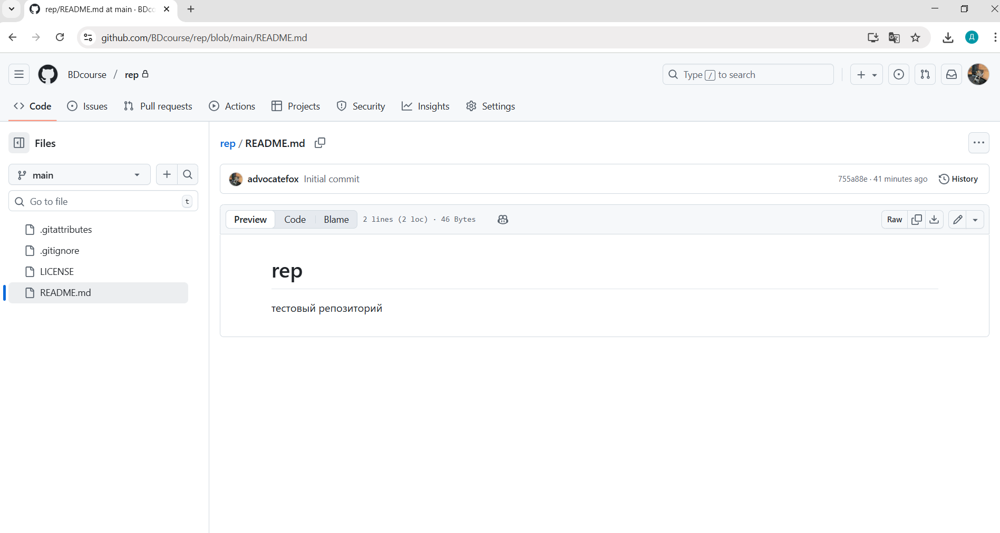 rep/README.md at main · BDco
github.com/BDcourse/rep/blob/main/README.md
Д
BDcourse / rep
Type / to search
Code Issues Pull requests Actions Projects Security Insights Settings
Files
main
Go to file t
.gitattributes
.gitignore
LICENSE
README.md
rep / README.md
advocatefox Initial commit 755a88e · 41 minutes ago History
Preview Code Blame 2 lines (2 loc) · 46 Bytes Raw
rep
тестовый репозиторий